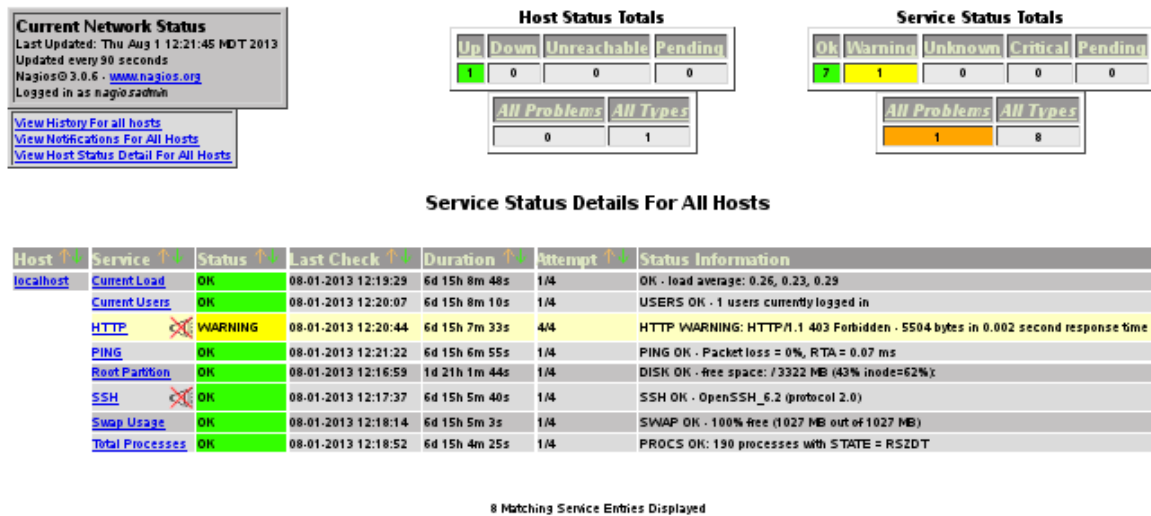 Current Network Status
Last Updated: Thu Aug 1 12:21:45 MDT 2013
Updated every 90 seconds
Nagios® 3.0.6 - www.nagios.org
Logged in as nagiosadmin
View History For all hosts
View Notifications For All Hosts
View Host Status Detail For All Hosts
Host Status Totals
Up Down Unreachable Pending
1 0 0 0
All Problems All Types
0 1
Service Status Totals
Ok Warning Unknown Critical Pending
7 1 0 0 0
All Problems All Types
1 8
Service Status Details For All Hosts
Host Service Status Last Check Duration Attempt Status Information
localhost Current Load OK 08-01-2013 12:19:29 6d 15h 8m 48s 1/4 OK - load average: 0.26, 0.23, 0.29
Current Users OK 08-01-2013 12:20:07 6d 15h 8m 10s 1/4 USERS OK - 1 users currently logged in
HTTP WARNING 08-01-2013 12:20:44 6d 15h 7m 33s 4/4 HTTP WARNING: HTTP/1.1 403 Forbidden - 5504 bytes in 0.002 second response time
PING OK 08-01-2013 12:21:22 6d 15h 6m 55s 1/4 PING OK - Packet loss = 0%, RTA = 0.07 ms
Root Partition OK 08-01-2013 12:16:59 1d 21h 1m 44s 1/4 DISK OK - free space: / 3322 MB (43% inode=62%):
SSH OK 08-01-2013 12:17:37 6d 15h 5m 40s 1/4 SSH OK - OpenSSH_6.2 (protocol 2.0)
Swap Usage OK 08-01-2013 12:18:14 6d 15h 5m 3s 1/4 SWAP OK - 100% free (1027 MB out of 1027 MB)
Total Processes OK 08-01-2013 12:18:52 6d 15h 4m 25s 1/4 PROCS OK: 190 processes with STATE = RSZDT
8 Matching Service Entries Displayed